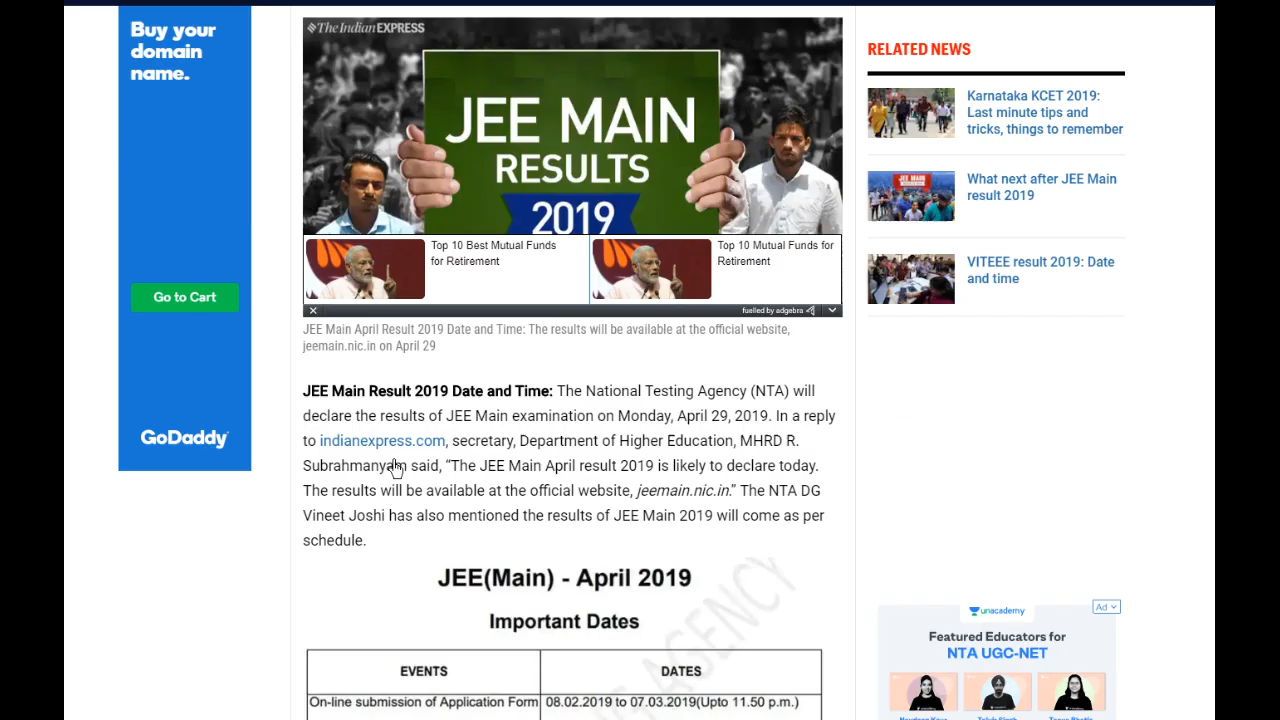 Buy your
domain
name.
Go to Cart
GoDaddy
The Indian EXPRESS
JEE MAIN
RESULTS
2019
Top 10 Best Mutual Funds
for Retirement
Top 10 Mutual Funds for
Retirement
fuelled by adgebra
JEE Main April Result 2019 Date and Time: The results will be available at the official website,
jeemain.nic.in on April 29
JEE Main Result 2019 Date and Time: The National Testing Agency (NTA) will
declare the results of JEE Main examination on Monday, April 29, 2019. In a reply
to indianexpress.com, secretary, Department of Higher Education, MHRD R.
Subrahmanyam said, “The JEE Main April result 2019 is likely to declare today.
The results will be available at the official website, jeemain.nic.in.” The NTA DG
Vineet Joshi has also mentioned the results of JEE Main 2019 will come as per
schedule.
JEE(Main) - April 2019
Important Dates
EVENTS DATES
On-line submission of Application Form 08.02.2019 to 07.03.2019(Upto 11.50 p.m.)
RELATED NEWS
Karnataka KCET 2019:
Last minute tips and
tricks, things to remember
What next after JEE Main
result 2019
VITEEE result 2019: Date
and time
Ad
unacademy
Featured Educators for
NTA UGC-NET